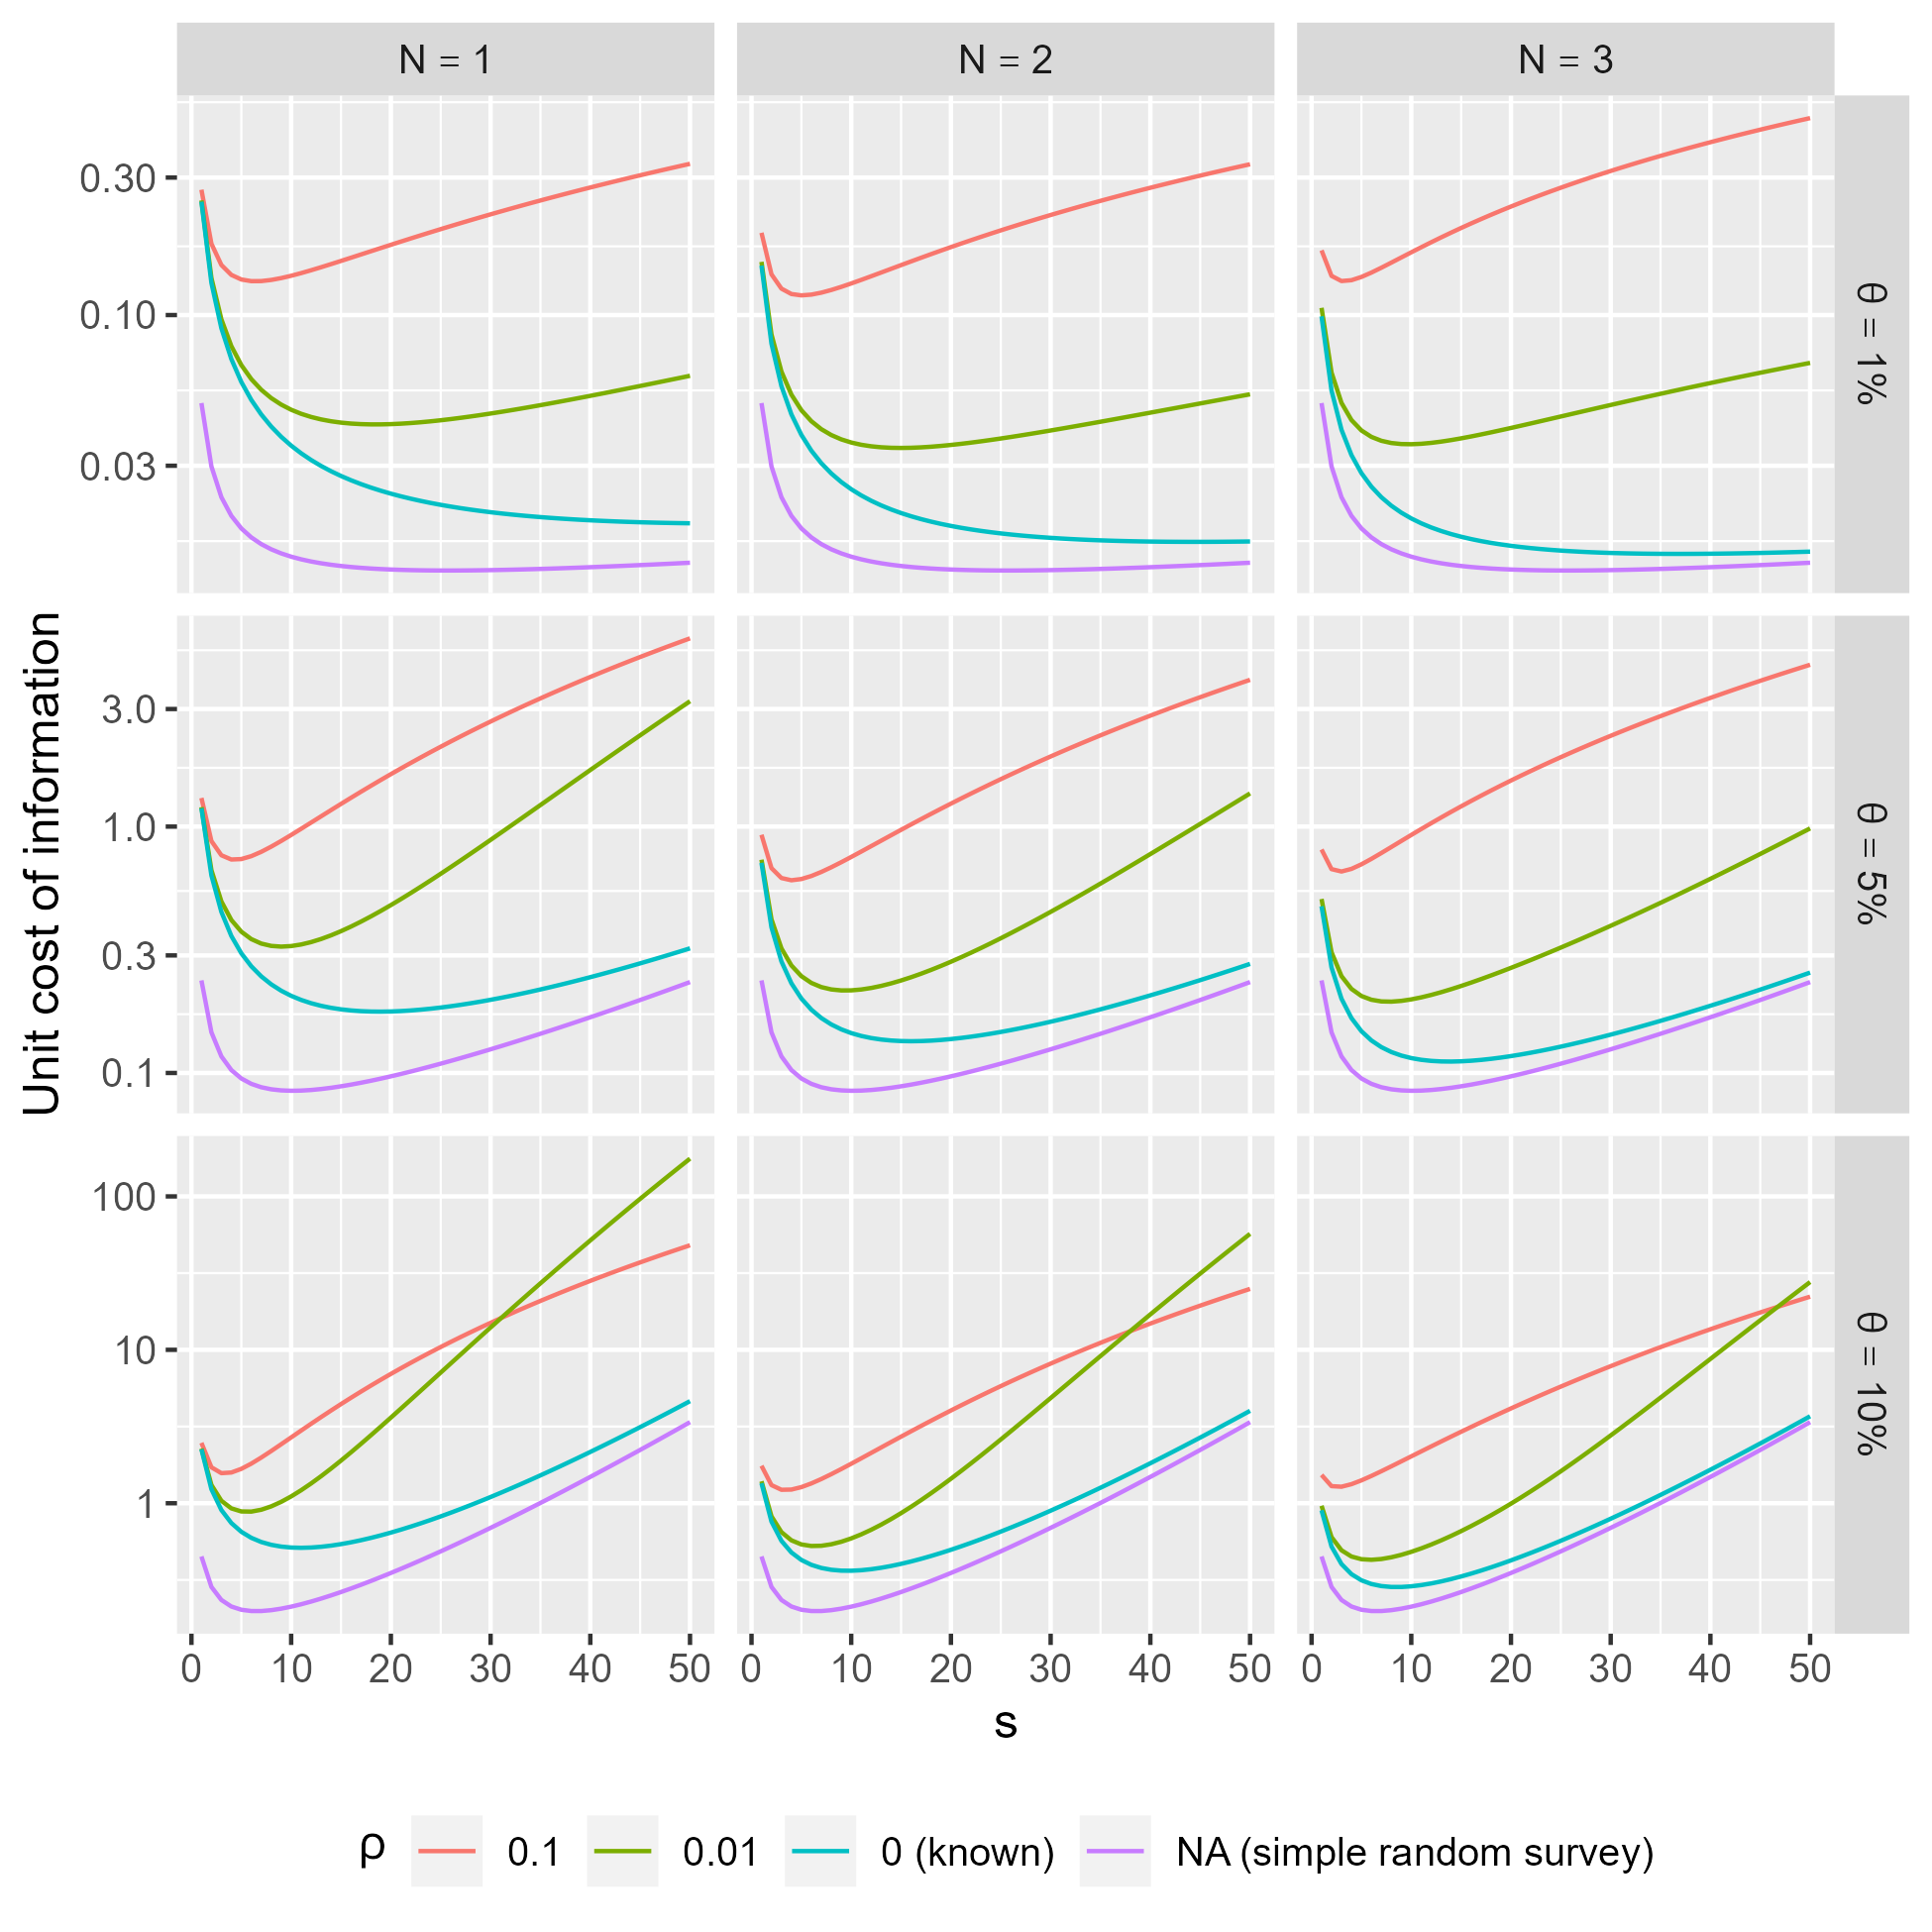 N = 1
N = 2
N = 3
Unit cost of information
0.30
0.10
0.03
θ = 1%
3.0
1.0
0.3
0.1
θ = 5%
100
10
1
θ = 10%
0 10 20 30 40 50
0 10 20 30 40 50
0 10 20 30 40 50
s
ρ 0.1 0.01 0 (known) NA (simple random survey)